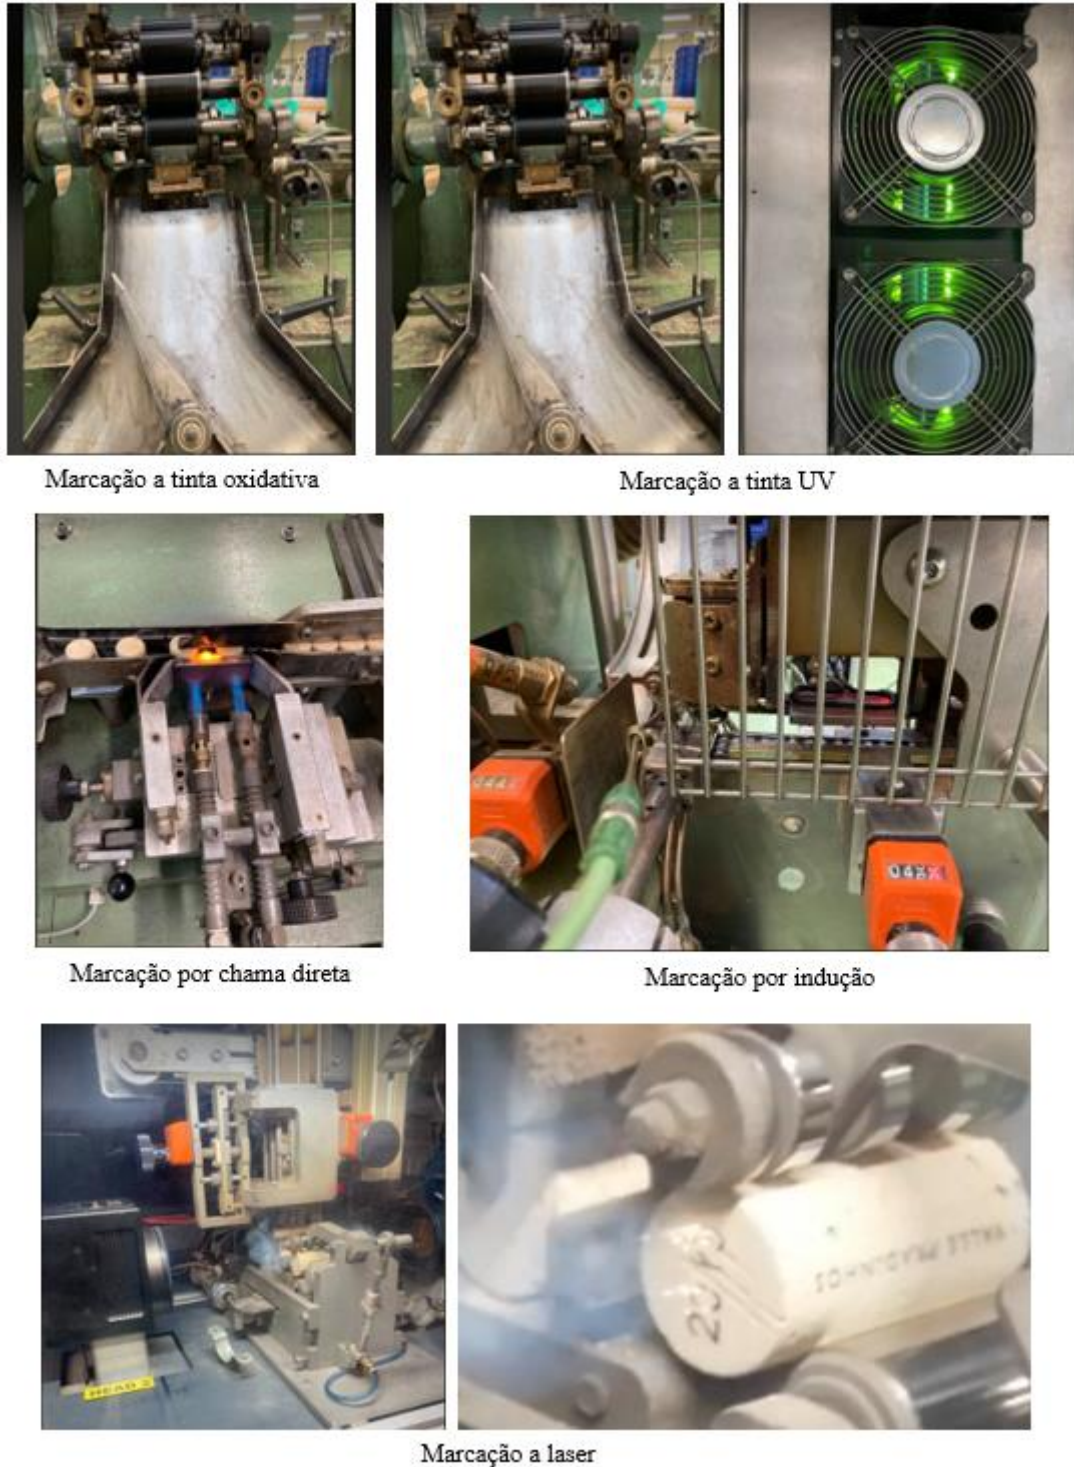 Marcação a tinta oxidativa
Marcação a tinta UV
Marcação por chama direta
Marcação por indução
HEAD 2
Marcação a laser